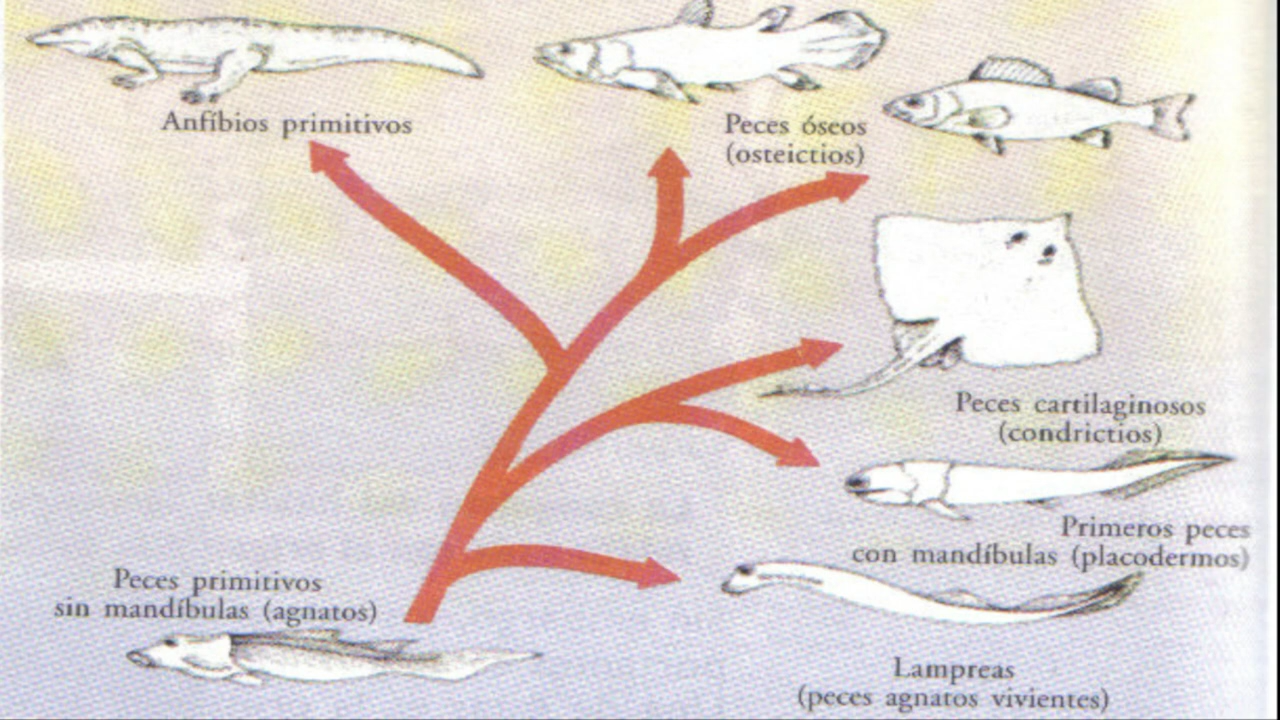 Anfíbios primitivos
Peces óseos
(osteictios)
Peces cartilaginosos
(condrictios)
Primeros peces
con mandíbulas (placodermos)
Peces primitivos
sin mandíbulas (agnatos)
Lampreas
(peces agnatos vivientes)